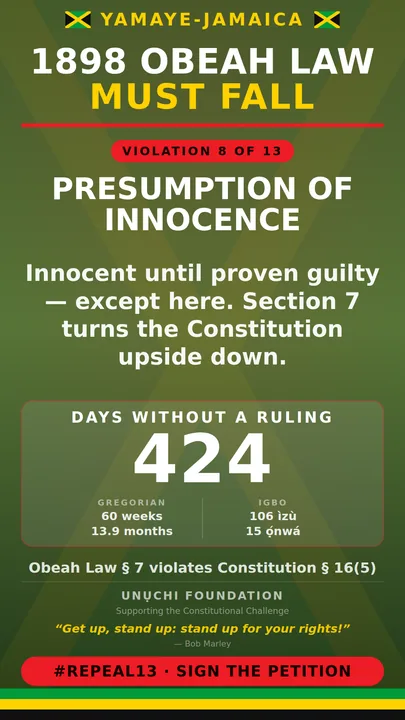 YAMAYE-JAMAICA
1898 OBEAH LAW
MUST FALL
VIOLATION 8 OF 13
PRESUMPTION OF
INNOCENCE
Innocent until proven guilty
— except here. Section 7
turns the Constitution
upside down.
DAYS WITHOUT A RULING
424
GREGORIAN
60 weeks
13.9 months
IGBO
106 ìzù
15 ọ́nwá
Obeah Law § 7 violates Constitution § 16(5)
UNỤCHI FOUNDATION
Supporting the Constitutional Challenge
“Get up, stand up: stand up for your rights!”
— Bob Marley
#REPEAL13 · SIGN THE PETITION